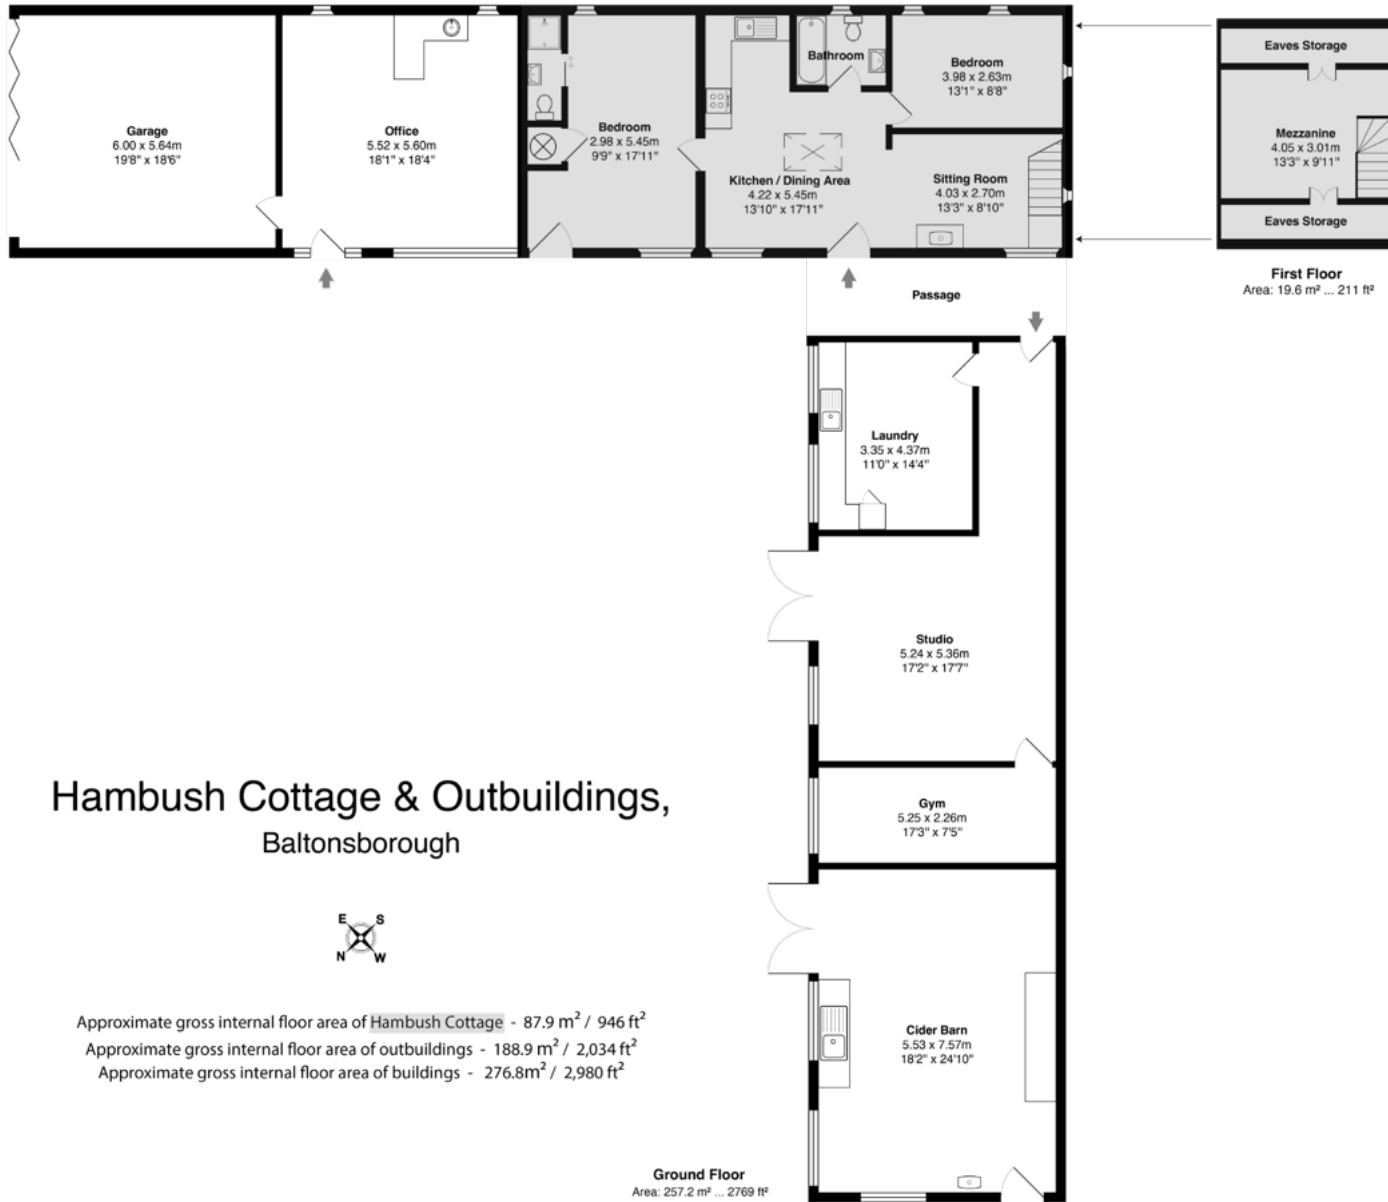 Garage
6.00 x 5.64m
19'8" x 18'6"
Office
5.52 x 5.60m
18'1" x 18'4"
Bedroom
2.98 x 5.45m
9'9" x 17'11"
Kitchen / Dining Area
4.22 x 5.45m
13'10" x 17'11"
Bathroom
Bedroom
3.98 x 2.63m
13'1" x 8'8"
Sitting Room
4.03 x 2.70m
13'3" x 8'10"
Eaves Storage
Mezzanine
4.05 x 3.01m
13'3" x 9'11"
Eaves Storage
First Floor
Area: 19.6 m² ... 211 ft²
Passage
Laundry
3.35 x 4.37m
11'0" x 14'4"
Studio
5.24 x 5.36m
17'2" x 17'7"
Gym
5.25 x 2.26m
17'3" x 7'5"
Cider Barn
5.53 x 7.57m
18'2" x 24'10"
Hambush Cottage & Outbuildings,
Baltonsborough
E S
N W
Approximate gross internal floor area of Hambush Cottage - 87.9 m² / 946 ft²
Approximate gross internal floor area of outbuildings - 188.9 m² / 2,034 ft²
Approximate gross internal floor area of buildings - 276.8m² / 2,980 ft²
Ground Floor
Area: 257.2 m² ... 2769 ft²